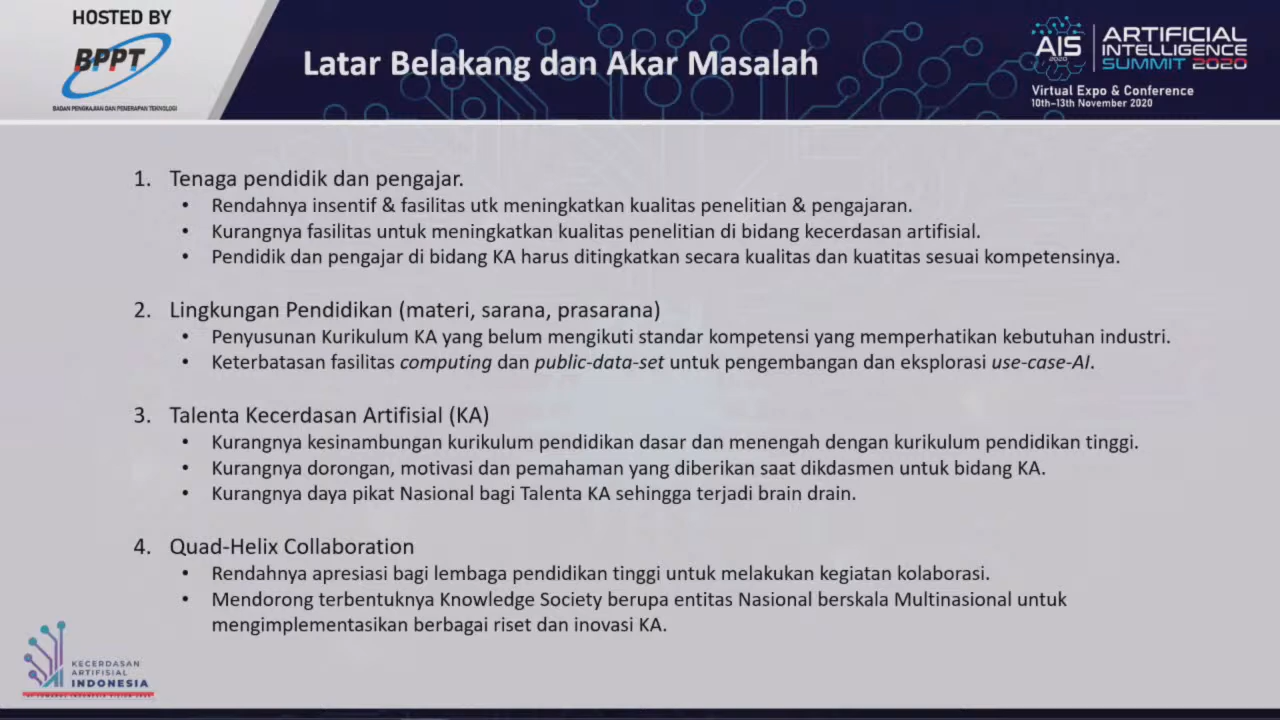 HOSTED BY
BPPT
BADAN PENGKAJIAN DAN PENERAPAN TEKNOLOGI
Latar Belakang dan Akar Masalah
AIS
2020
ARTIFICIAL
INTELLIGENCE
SUMMIT 2020
Virtual Expo & Conference
10th-13th November 2020
1. Tenaga pendidik dan pengajar.
• Rendahnya insentif & fasilitas utk meningkatkan kualitas penelitian & pengajaran.
• Kurangnya fasilitas untuk meningkatkan kualitas penelitian di bidang kecerdasan artifisial.
• Pendidik dan pengajar di bidang KA harus ditingkatkan secara kualitas dan kuatitas sesuai kompetensinya.
2. Lingkungan Pendidikan (materi, sarana, prasarana)
• Penyusunan Kurikulum KA yang belum mengikuti standar kompetensi yang memperhatikan kebutuhan industri.
• Keterbatasan fasilitas computing dan public-data-set untuk pengembangan dan eksplorasi use-case-AI.
3. Talenta Kecerdasan Artifisial (KA)
• Kurangnya kesinambungan kurikulum pendidikan dasar dan menengah dengan kurikulum pendidikan tinggi.
• Kurangnya dorongan, motivasi dan pemahaman yang diberikan saat dikdasmen untuk bidang KA.
• Kurangnya daya pikat Nasional bagi Talenta KA sehingga terjadi brain drain.
4. Quad-Helix Collaboration
• Rendahnya apresiasi bagi lembaga pendidikan tinggi untuk melakukan kegiatan kolaborasi.
• Mendorong terbentuknya Knowledge Society berupa entitas Nasional berskala Multinasional untuk
mengimplementasikan berbagai riset dan inovasi KA.
KECERDASAN
ARTIFISIAL
INDONESIA